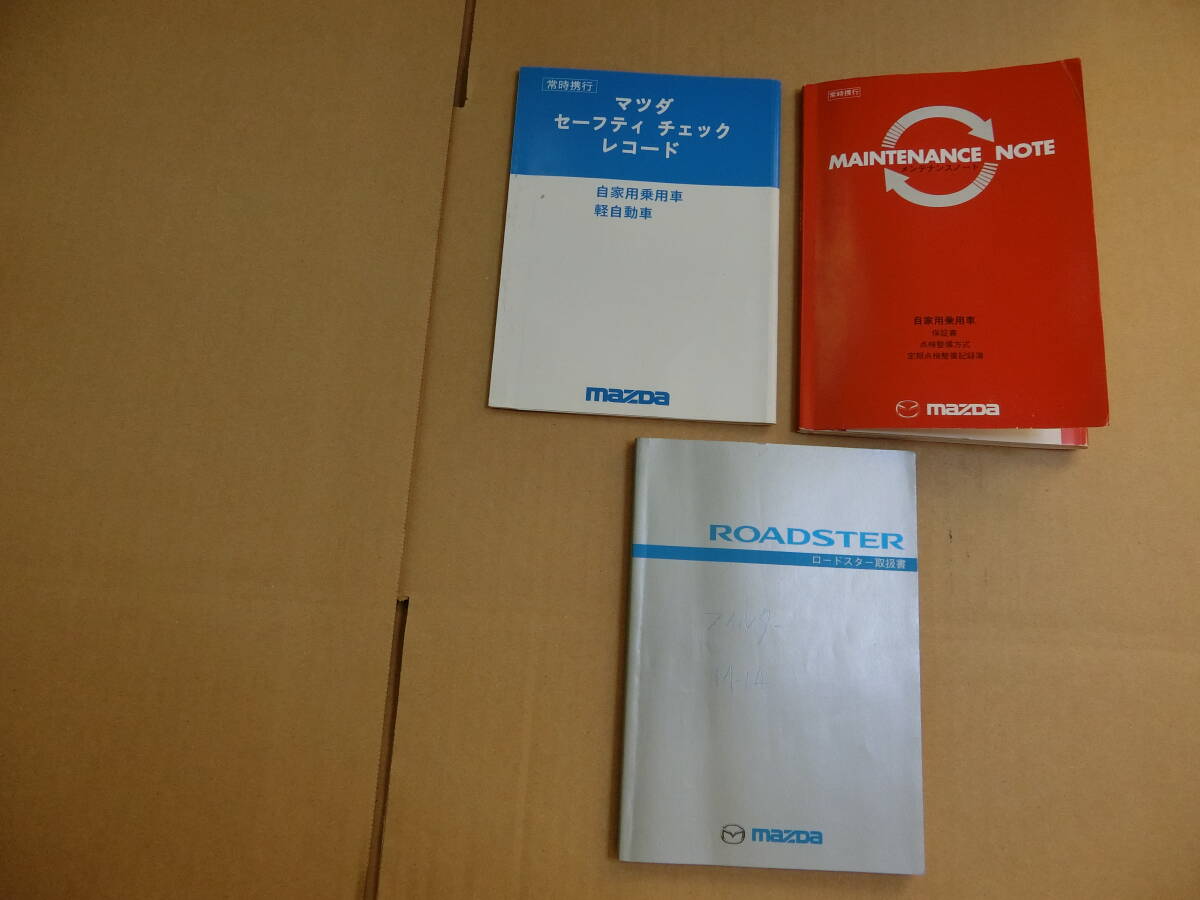 常時携行
マツダ
セーフティ チェック
レコード
自家用乗用車
軽自動車
mazda
常時携行
MAINTENANCE NOTE
メンテナンスノート
自家用乗用車
保証書
点検整備方式
定期点検整備記録簿
mazda
ROADSTER
ロードスター取扱書
mazda